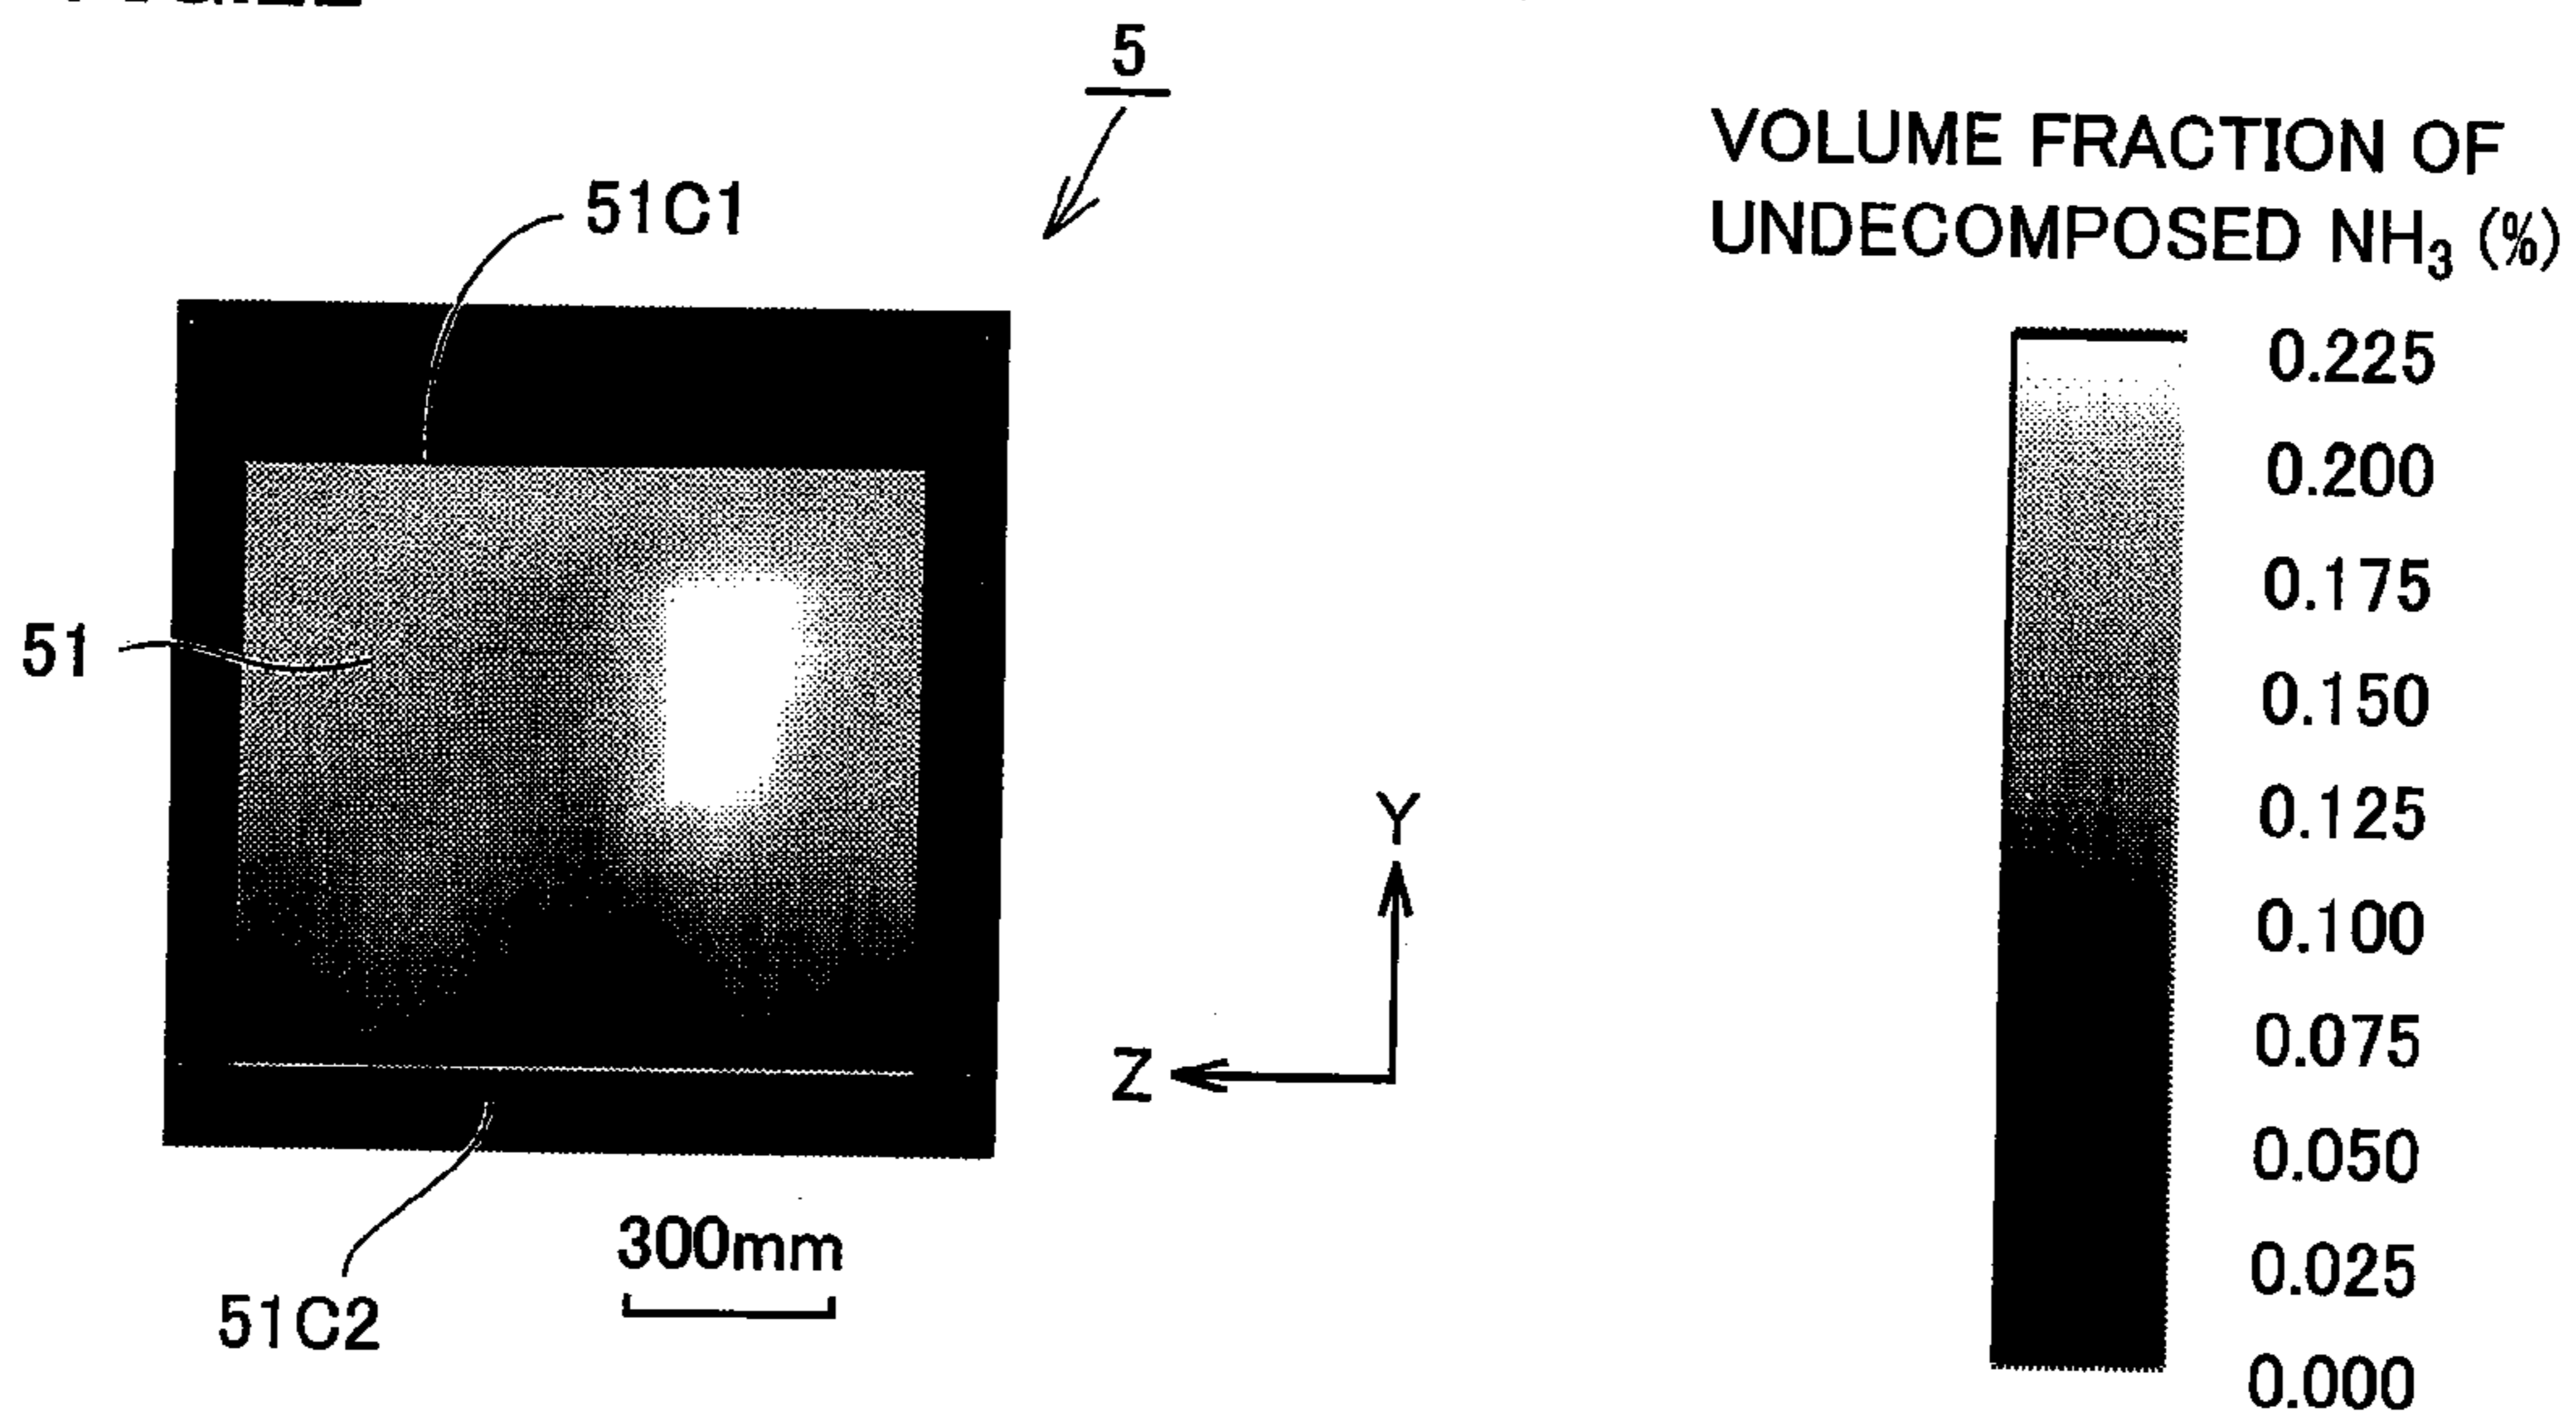 5
VOLUME FRACTION OF
UNDECOMPOSED NH₃ (%)
51C1
0.225
0.200
0.175
51
0.150
Y
0.125
0.100
Z
0.075
0.050
300mm
0.025
51C2
0.000